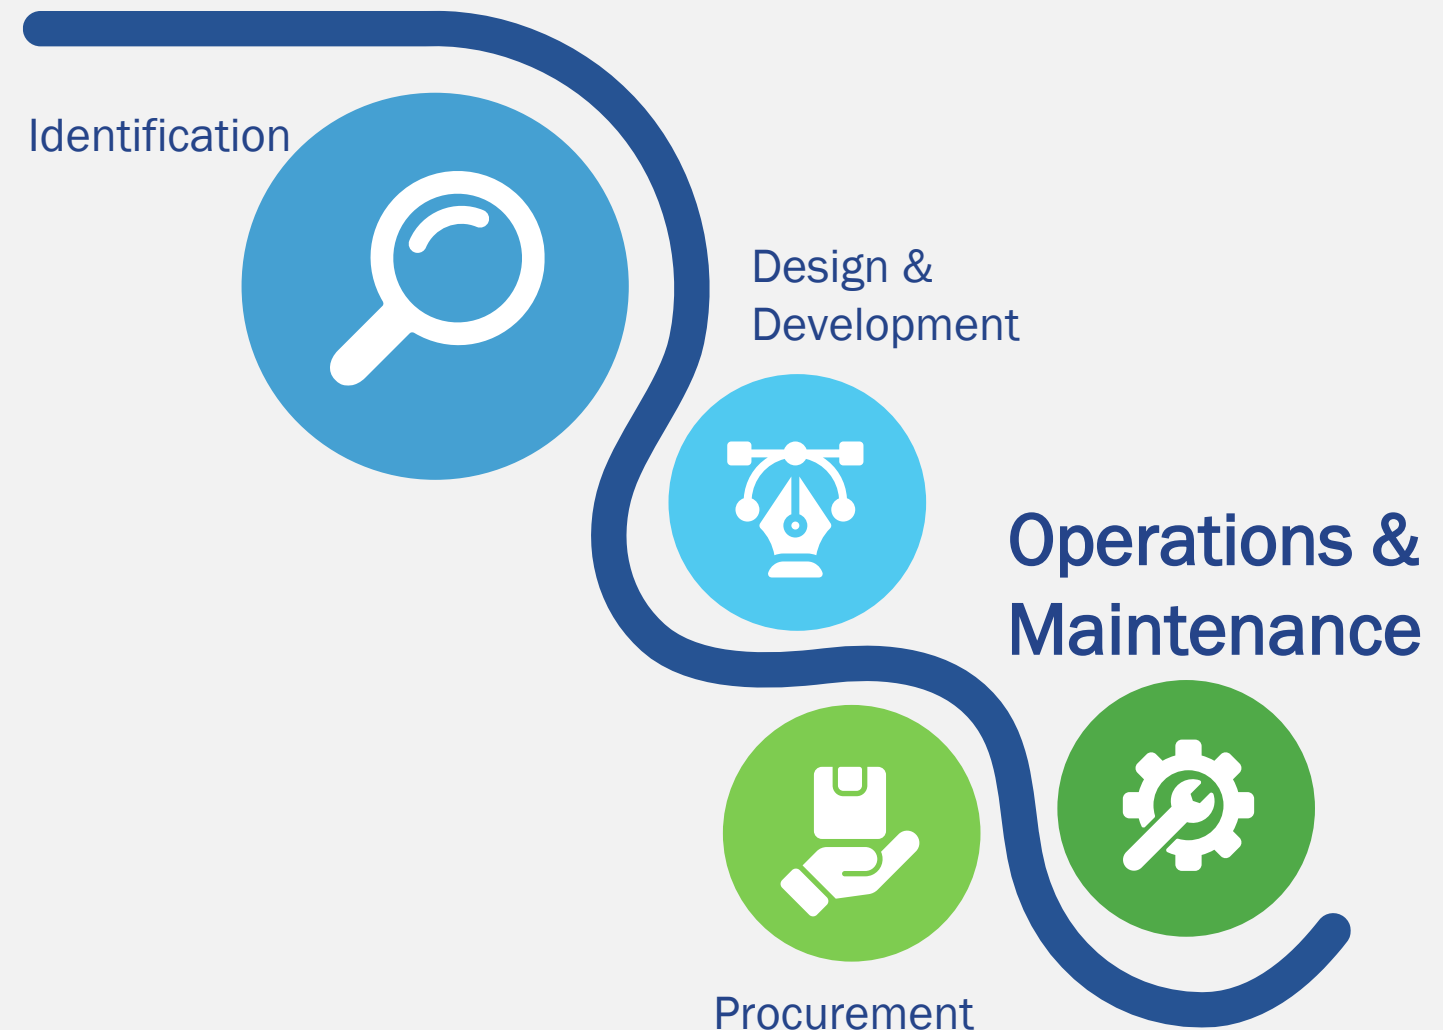 Identification
Design &
Development
Operations &
Maintenance
Procurement